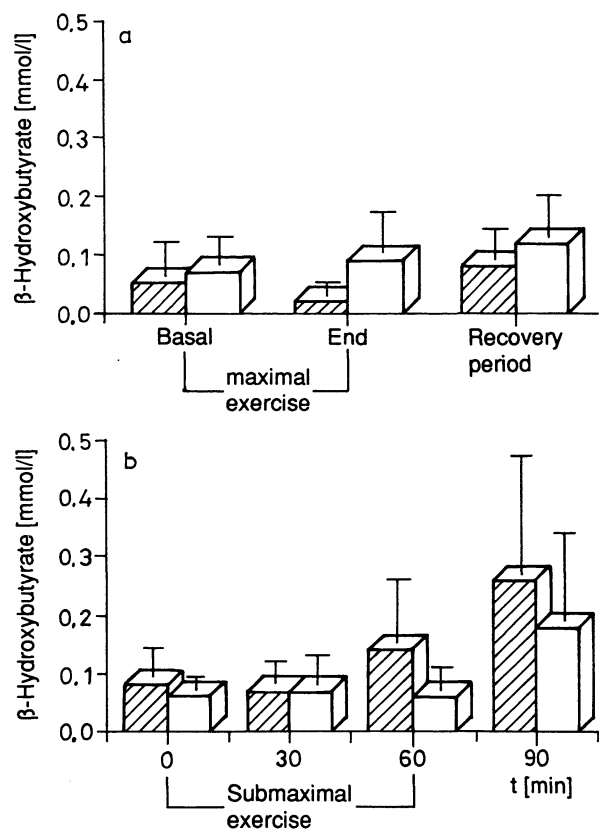 a
β-Hydroxybutyrate [mmol/l]
0,5
0,4
0,3
0,2
0,1
0,0
Basal
End
Recovery
period
maximal
exercise
b
β-Hydroxybutyrate [mmol/l]
0,5
0,4
0,3
0,2
0,1
0,0
0
30
60
90
t [min]
Submaximal
exercise